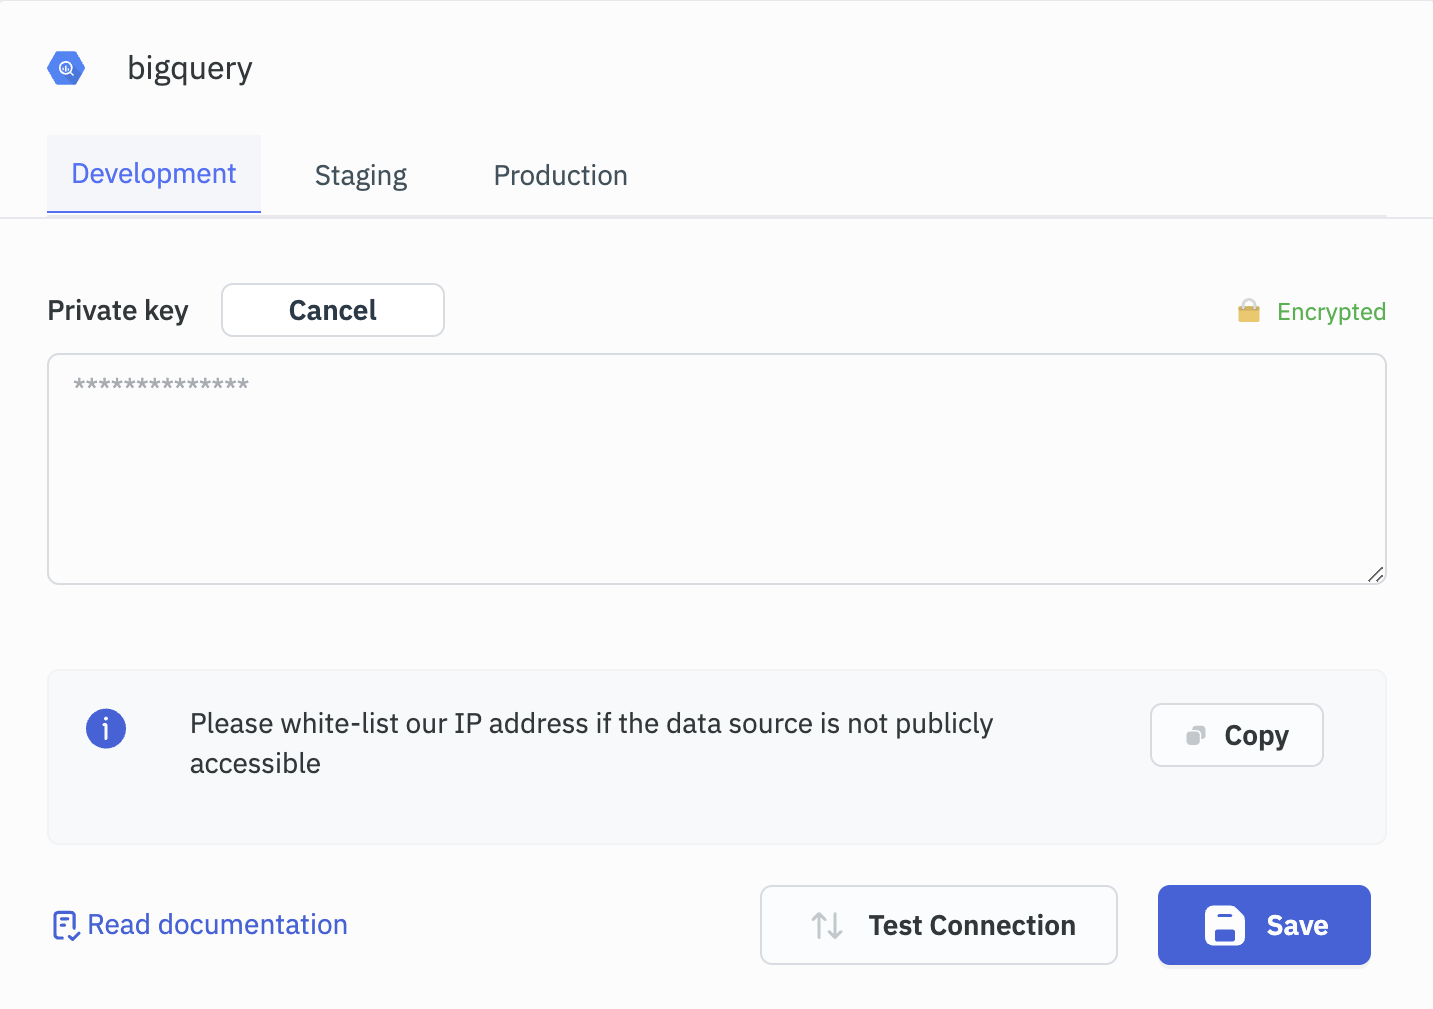 bigquery
Development Staging Production
Private key Cancel Encrypted
**************
Please white-list our IP address if the data source is not publicly
accessible
Copy
Read documentation Test Connection Save